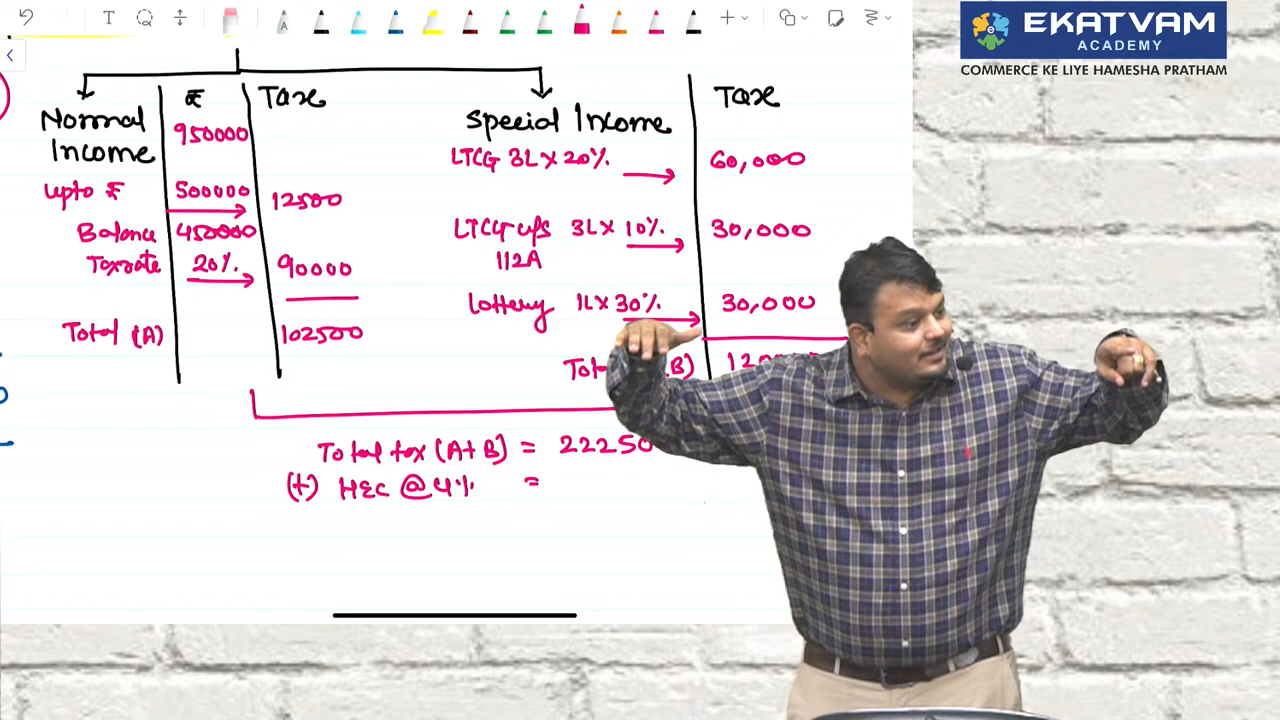 EKATVAM
ACADEMY
COMMERCE KE LIYE HAMESHA PRATHAM
T
Normal Income
₹
Tax
950000
upto ₹ 500000 12500
Balance 450000
Tax rate 20% 90000
Total (A) 102500
Special Income
Tax
LTCG 3L x 20% 60,000
LTCG u/s 3L x 10% 30,000
112A
Lottery 1L x 30% 30,000
B)
Total tax (A+B) =
(+) HEC @ 4% =